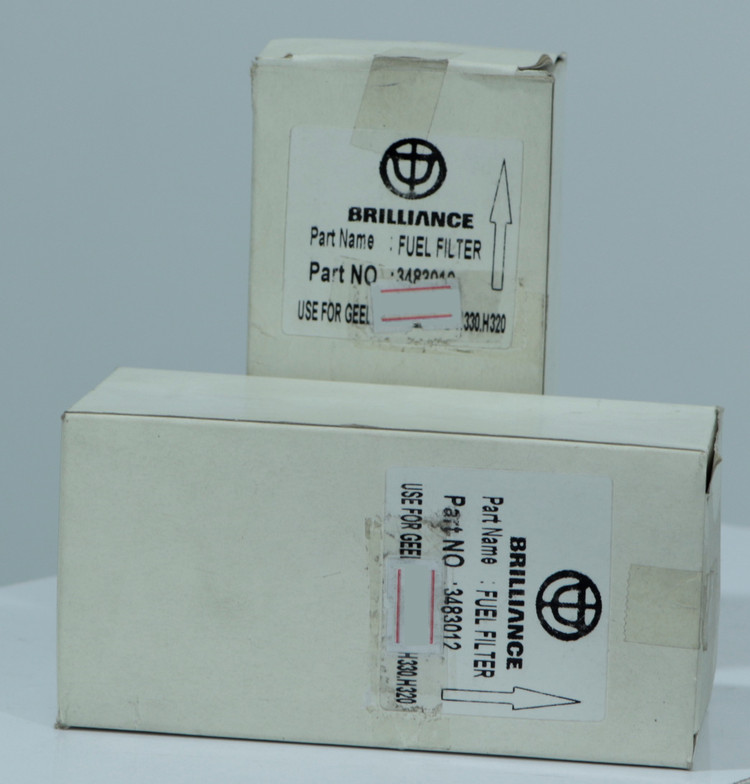 BRILLIANCE
Part Name : FUEL FILTER
Part NO : 3483012
USE FOR GEEL
330.H320
BRILLIANCE
Part Name : FUEL FILTER
Part NO : 3483012
USE FOR GEEL
H330.H320